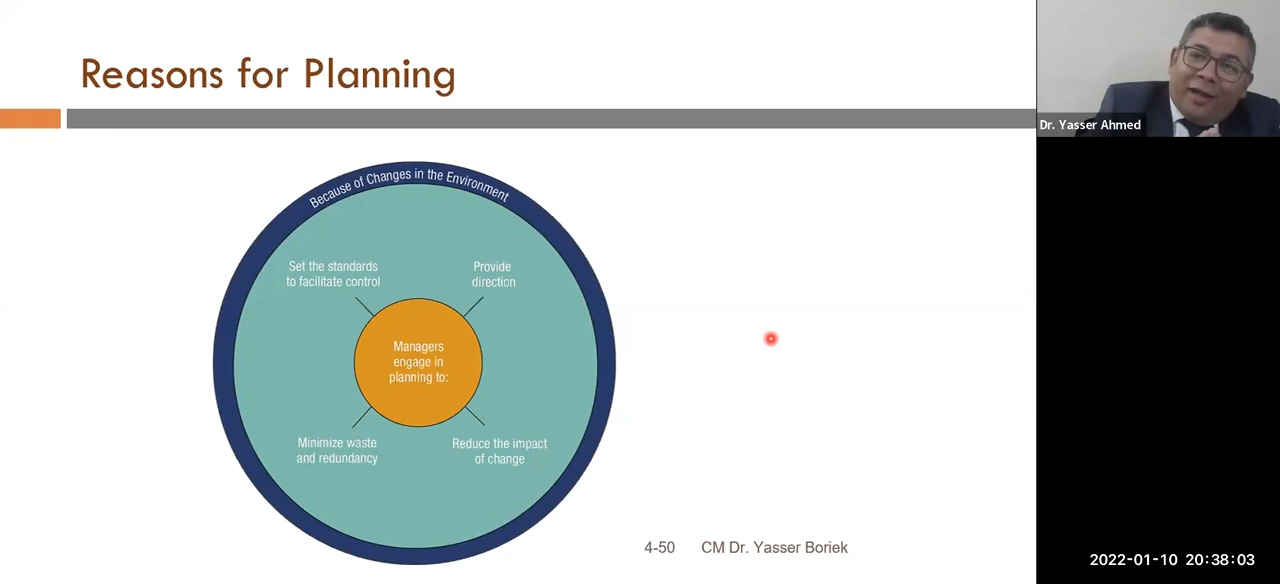 Reasons for Planning
Dr. Yasser Ahmed
Because of Changes in the Environment
Set the standards
to facilitate control
Provide
direction
Managers
engage in
planning to:
Minimize waste
and redundancy
Reduce the impact
of change
4-50 CM Dr. Yasser Boriek
2022-01-10 20:38:03